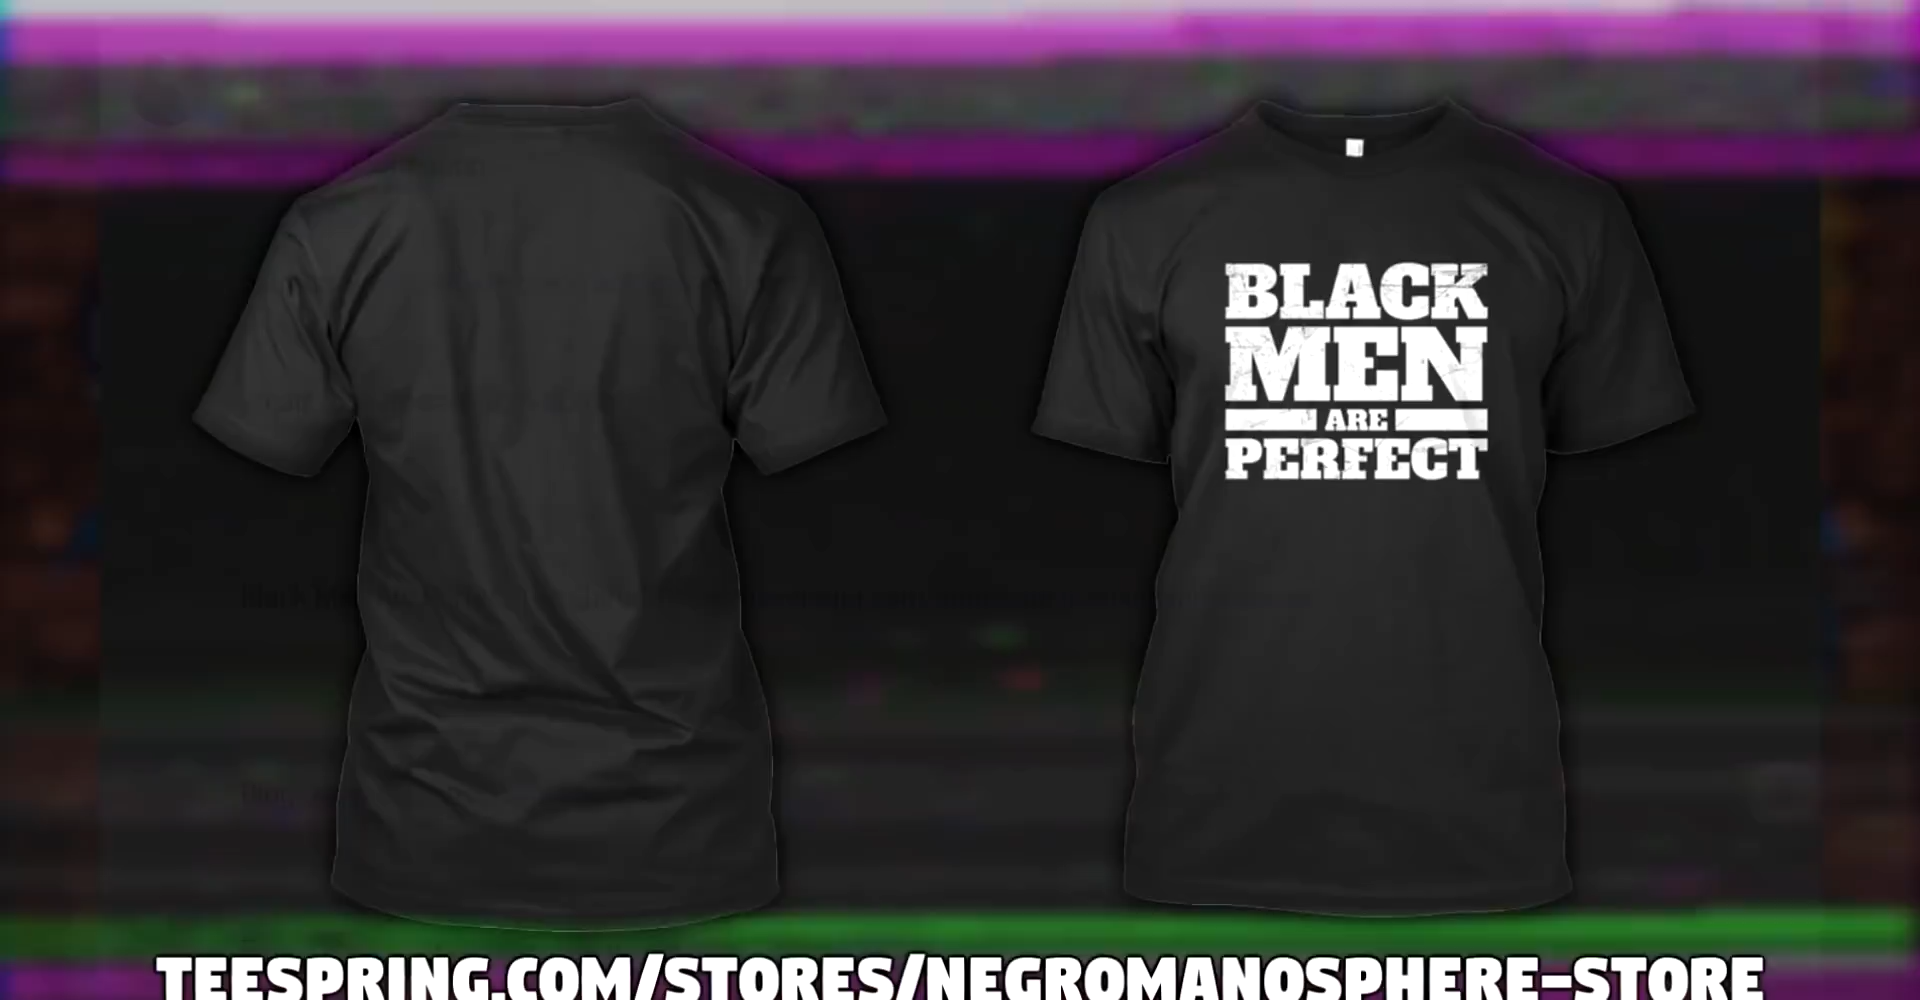 BLACK
MEN
ARE
PERFECT
TEESPRING.COM/STORES/NEGROMANOSPHERE-STORE